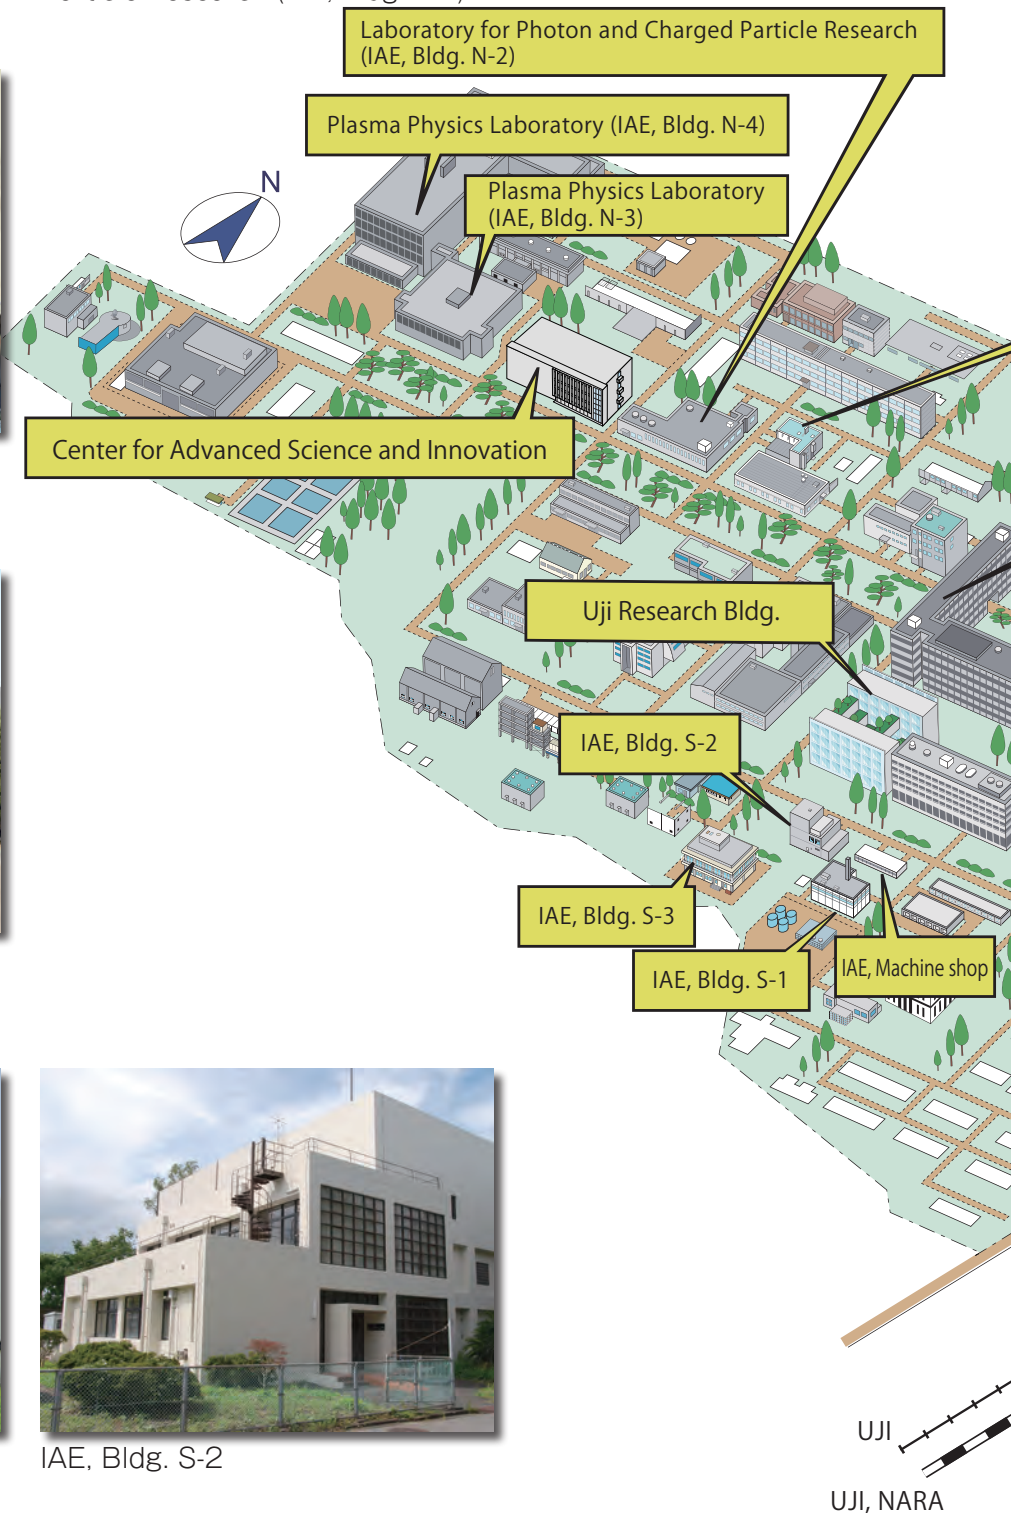 Laboratory for Photon and Charged Particle Research
(IAE, Bldg. N-2)
Plasma Physics Laboratory (IAE, Bldg. N-4)
N
Plasma Physics Laboratory
(IAE, Bldg. N-3)
Center for Advanced Science and Innovation
Uji Research Bldg.
IAE, Bldg. S-2
IAE, Bldg. S-3
IAE, Bldg. S-1
IAE, Machine shop
UJI
IAE, Bldg. S-2
UJI, NARA